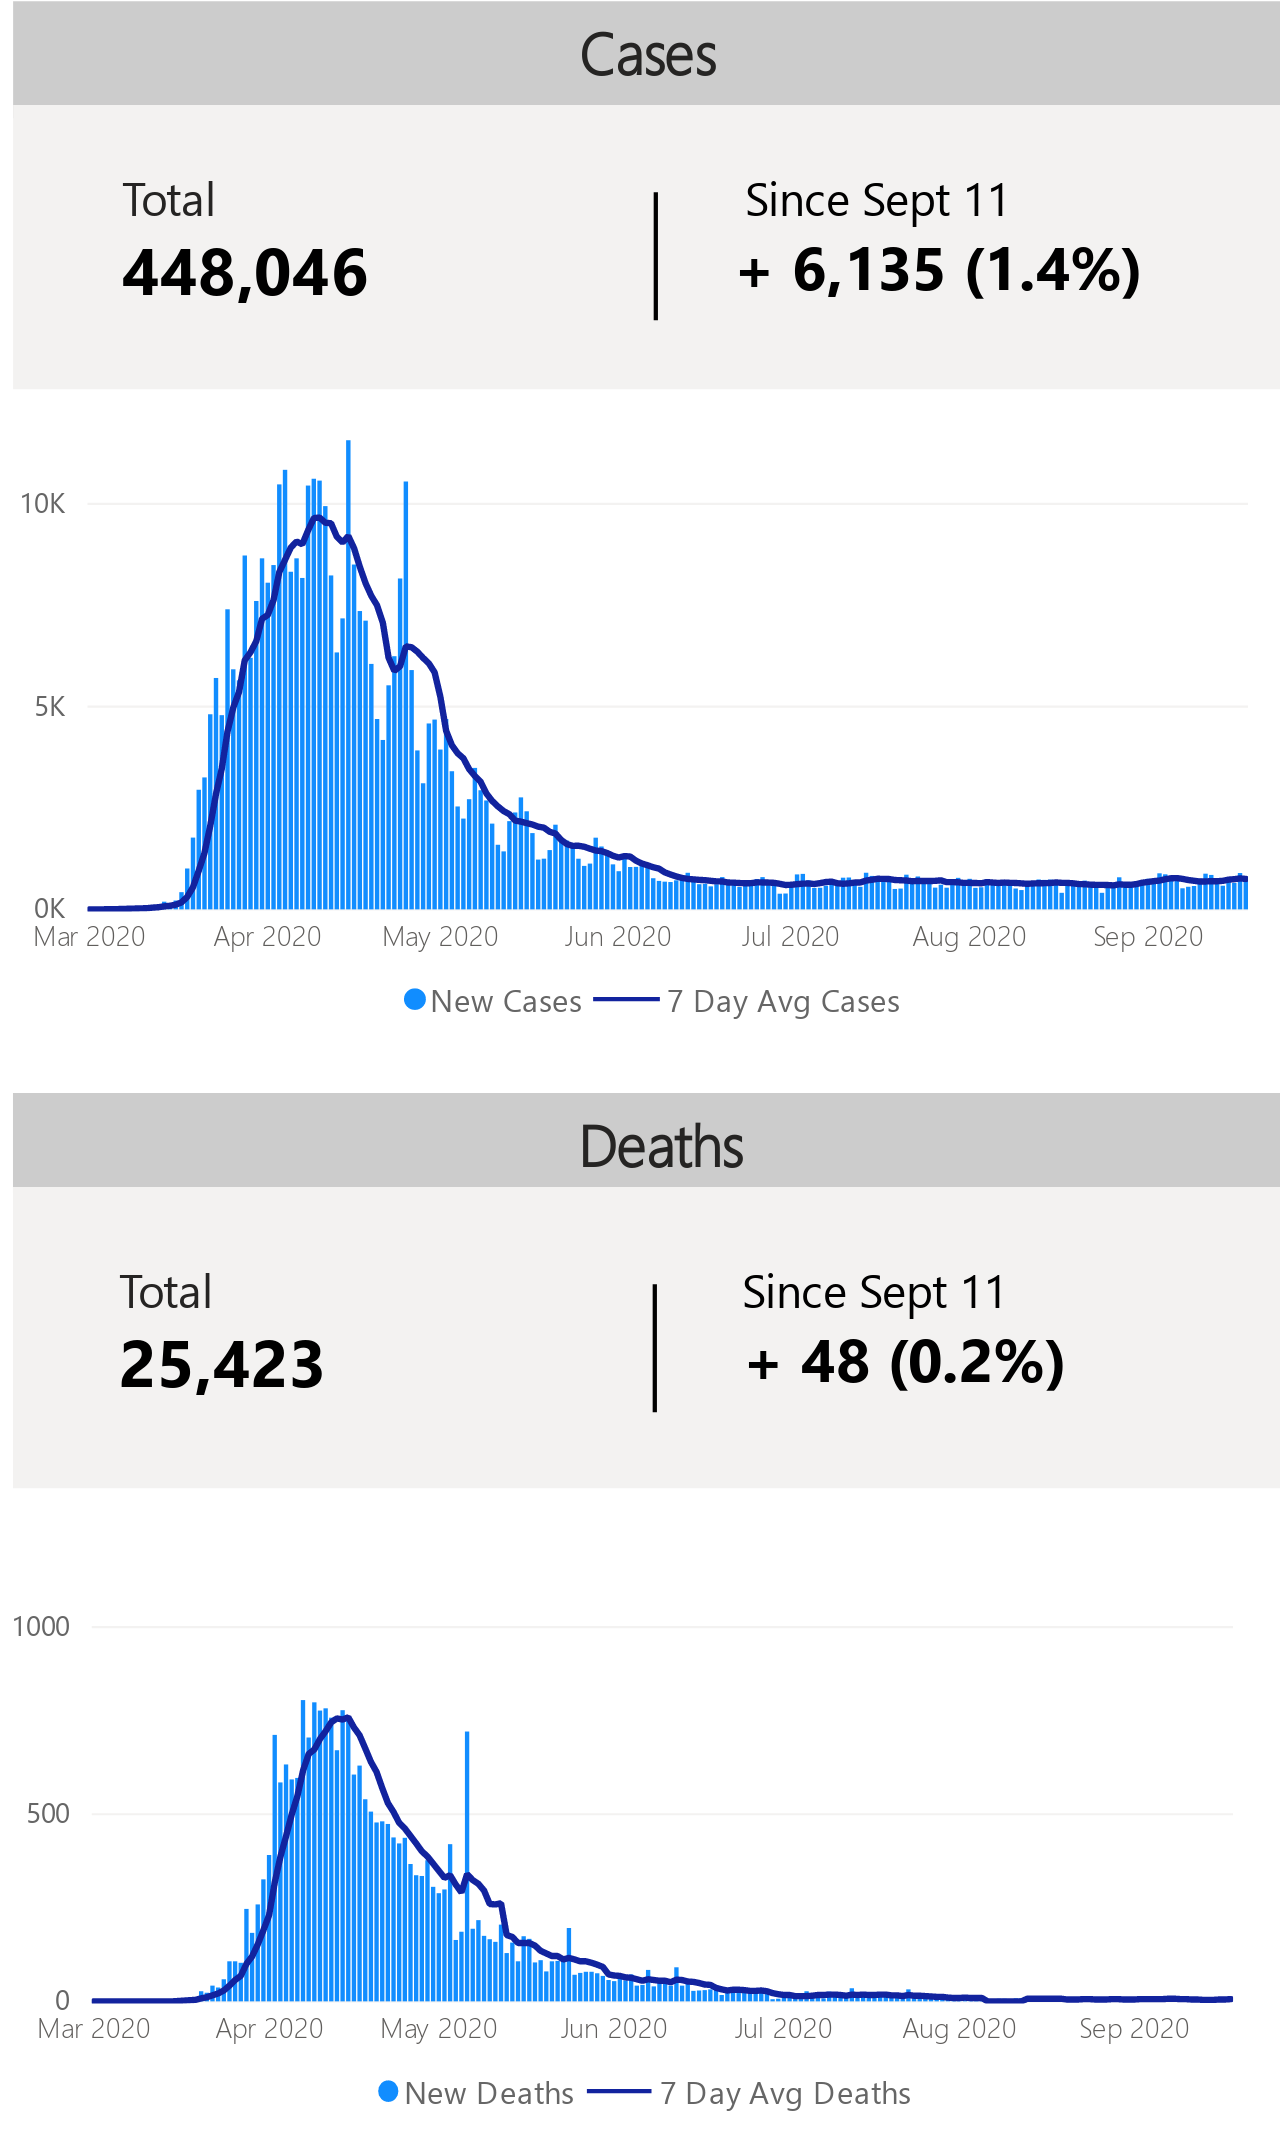 Cases
Total
Since Sept 11
448,046
+ 6,135 (1.4%)
10K
5K
0K
Mar 2020 Apr 2020 May 2020 Jun 2020 Jul 2020 Aug 2020 Sep 2020
New Cases 7 Day Avg Cases
Deaths
Total
Since Sept 11
25,423
+ 48 (0.2%)
1000
500
0
Mar 2020 Apr 2020 May 2020 Jun 2020 Jul 2020 Aug 2020 Sep 2020
New Deaths 7 Day Avg Deaths